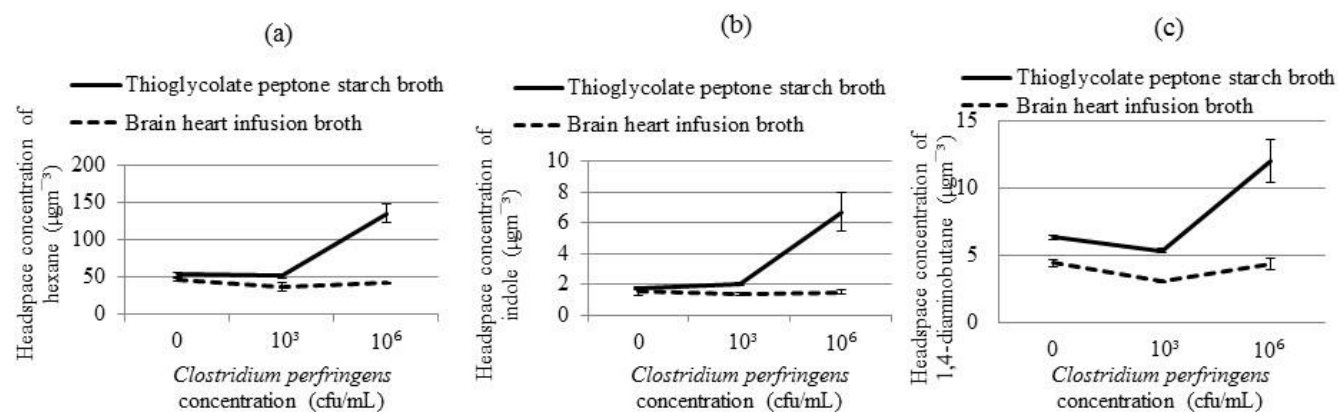 (a)
Thioglycolate peptone starch broth
Brain heart infusion broth
Headspace concentration of
hexane (µgm⁻³)
200
150
100
50
0
0
10³
10⁶
Clostridium perfringens
concentration (cfu/mL)
(b)
Thioglycolate peptone starch broth
Brain heart infusion broth
Headspace concentration of
indole (µgm⁻³)
10
8
6
4
2
0
0
10³
10⁶
Clostridium perfringens
concentration (cfu/mL)
(c)
Thioglycolate peptone starch broth
Brain heart infusion broth
Headspace concentration of
1,4-diaminobutane (µgm⁻³)
15
10
5
0
0
10³
10⁶
Clostridium perfringens
concentration (cfu/mL)